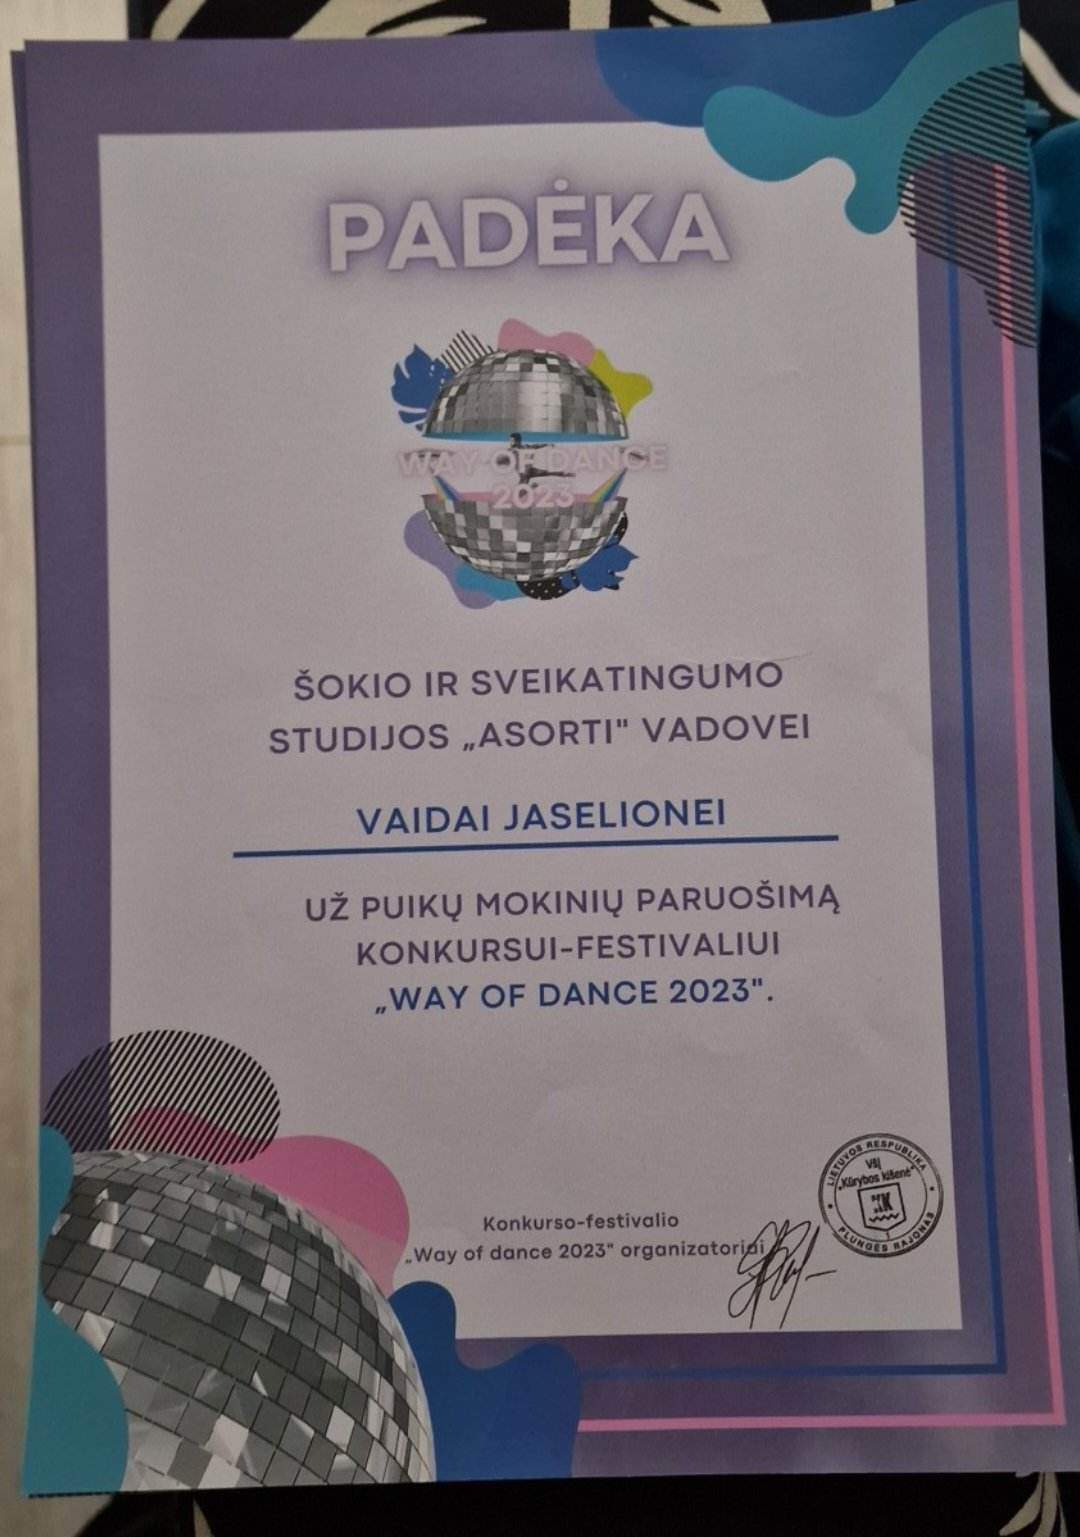 PADĖKA
WAY OF DANCE
2023
ŠOKIO IR SVEIKATINGUMO
STUDIJOS „ASORTI" VADOVEI
VAIDAI JASELIONEI
UŽ PUIKŲ MOKINIŲ PARUOŠIMĄ
KONKURSUI-FESTIVALIUI
„WAY OF DANCE 2023".
LIETUVOS RESPUBLIKA
VšĮ
„Kūrybos kišenė"
PLUNGĖS RAJONAS
Konkurso-festivalio
„Way of dance 2023" organizatoriai